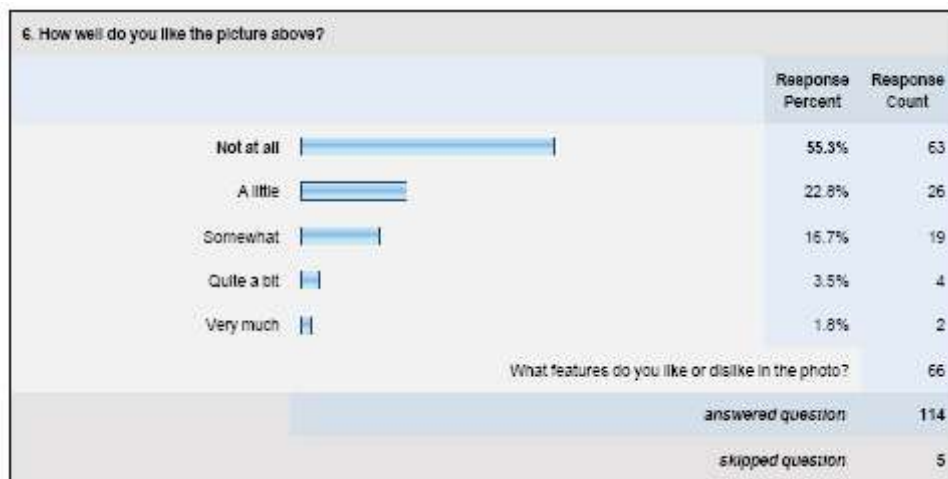 6. How well do you like the picture above?
Response Percent Response Count
Not at all 55.3% 63
A little 22.8% 26
Somewhat 16.7% 19
Quite a bit 3.5% 4
Very much 1.8% 2
What features do you like or dislike in the photo? 66
answered question 114
skipped question 5